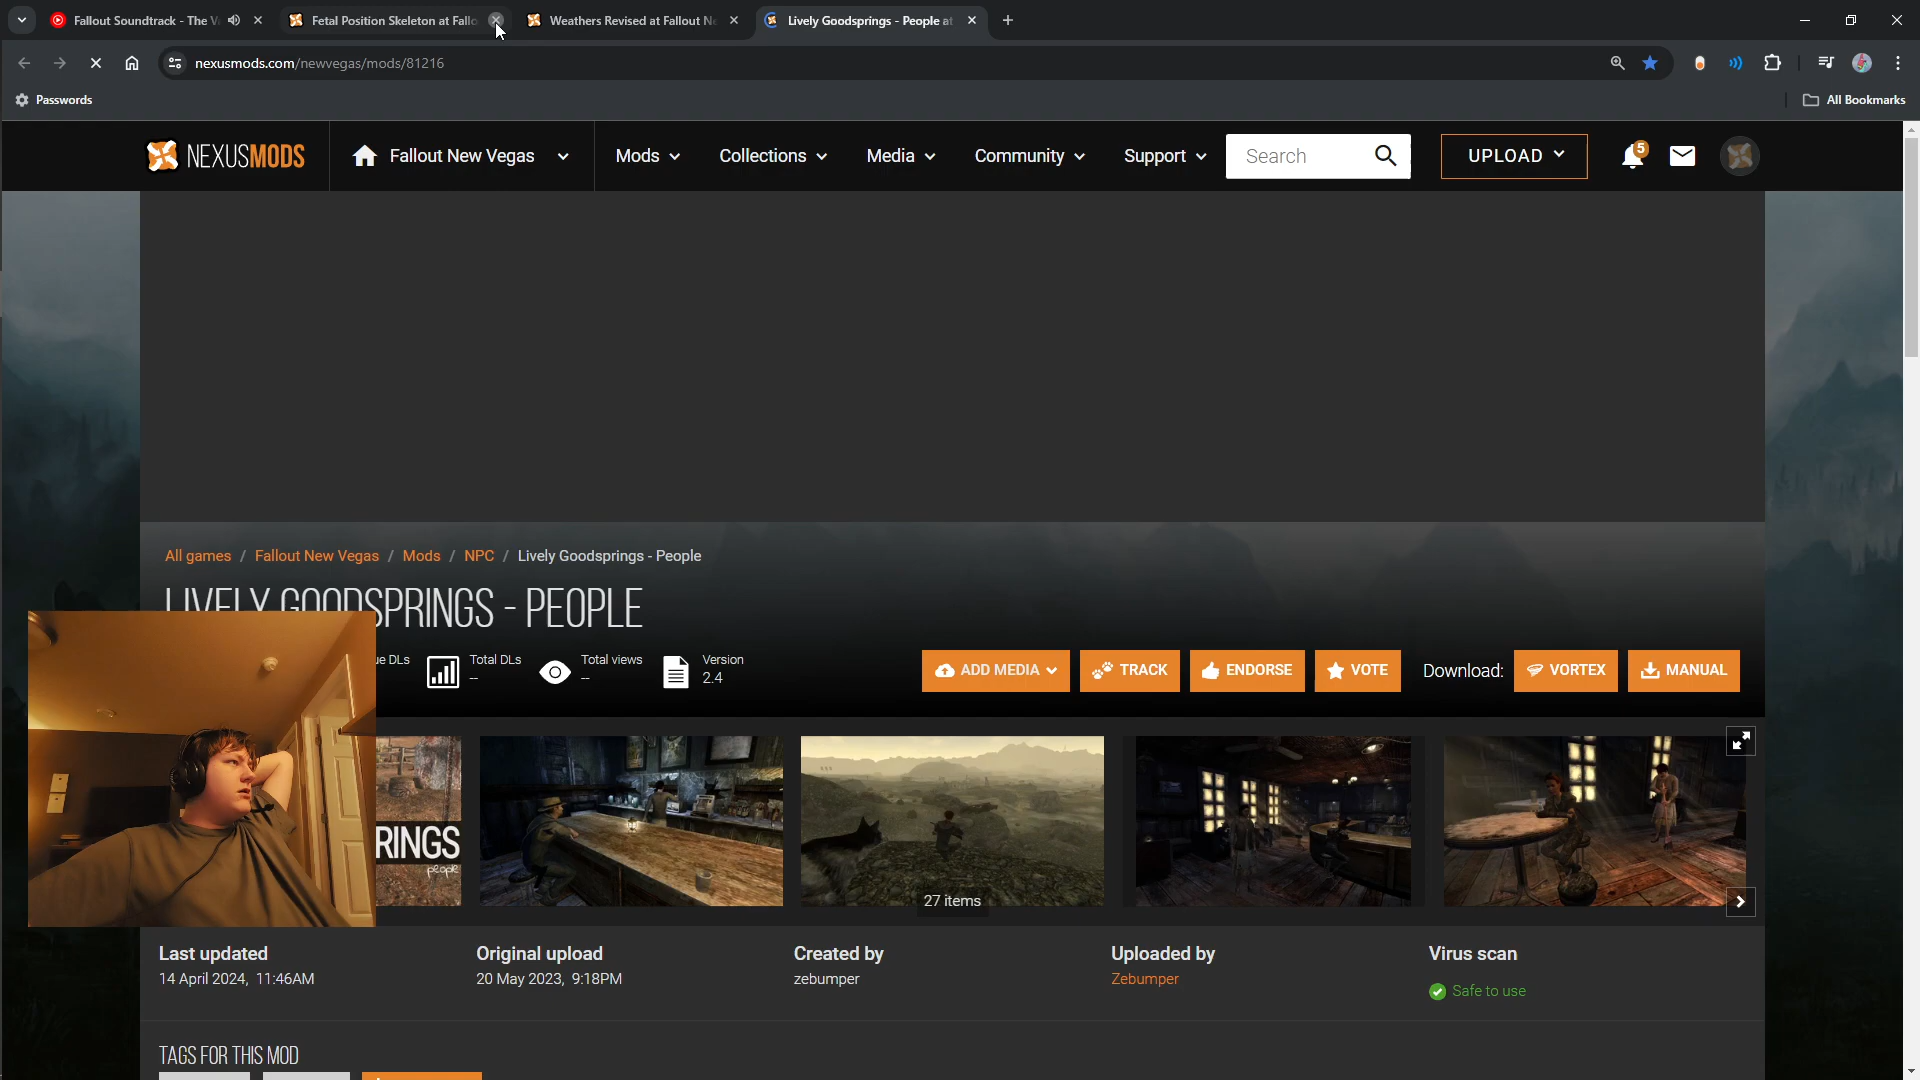 Fallout Soundtrack - The V
Fetal Position Skeleton at Fallo
Weathers Revised at Fallout Ne
Lively Goodsprings - People at
nexusmods.com/newvegas/mods/81216
Passwords
All Bookmarks
NEXUSMODS
Fallout New Vegas
Mods
Collections
Media
Community
Support
Search
UPLOAD
5
All games / Fallout New Vegas / Mods / NPC / Lively Goodsprings - People
LIVELY GOODSPRINGS - PEOPLE
ue DLs
Total DLs
--
Total views
--
Version
2.4
ADD MEDIA
TRACK
ENDORSE
VOTE
Download:
VORTEX
MANUAL
RINGS
people
27 items
Last updated
14 April 2024, 11:46AM
Original upload
20 May 2023, 9:18PM
Created by
zebumper
Uploaded by
Zebumper
Virus scan
Safe to use
TAGS FOR THIS MOD